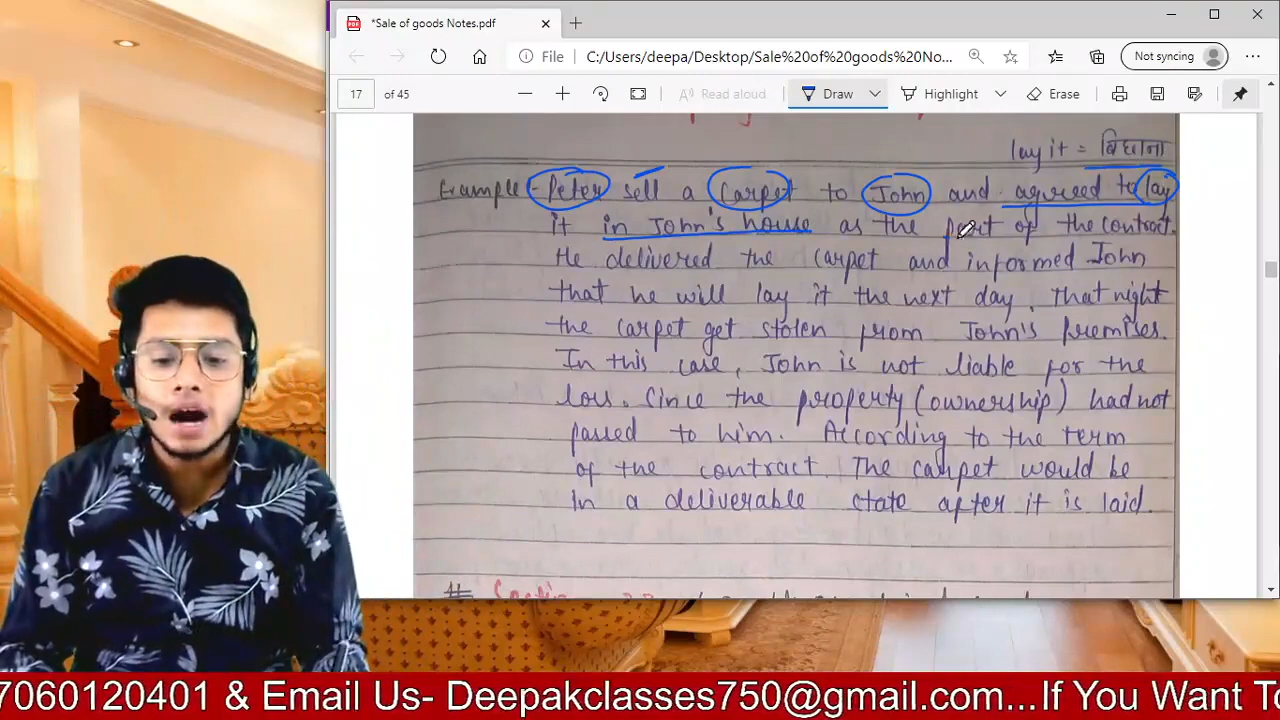 *Sale of goods Notes.pdf
File C:/Users/deepa/Desktop/Sale%20of%20goods%20No... Not syncing
17 of 45 Read aloud Draw Highlight Erase
lay it = बिछाना
Example:- Peter sell a Carpet to John and agreed to lay
it in John's house as the part of the contract.
He delivered the carpet and informed John
that he will lay it the next day. That night
the carpet get stolen from John's premises.
In this case, John is not liable for the
loss. Since the property (ownership) had not
passed to him. According to the term
of the contract. The carpet would be
in a deliverable state after it is laid.
7060120401 & Email Us- Deepakclasses750@gmail.com...If You Want To